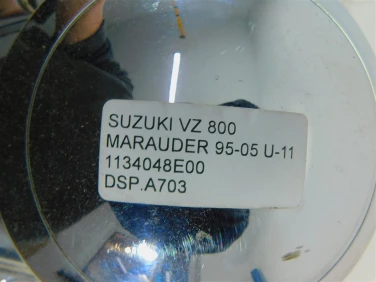 SUZUKI VZ 800
MARAUDER 95-05 U-11
1134048E00
DSP.A703